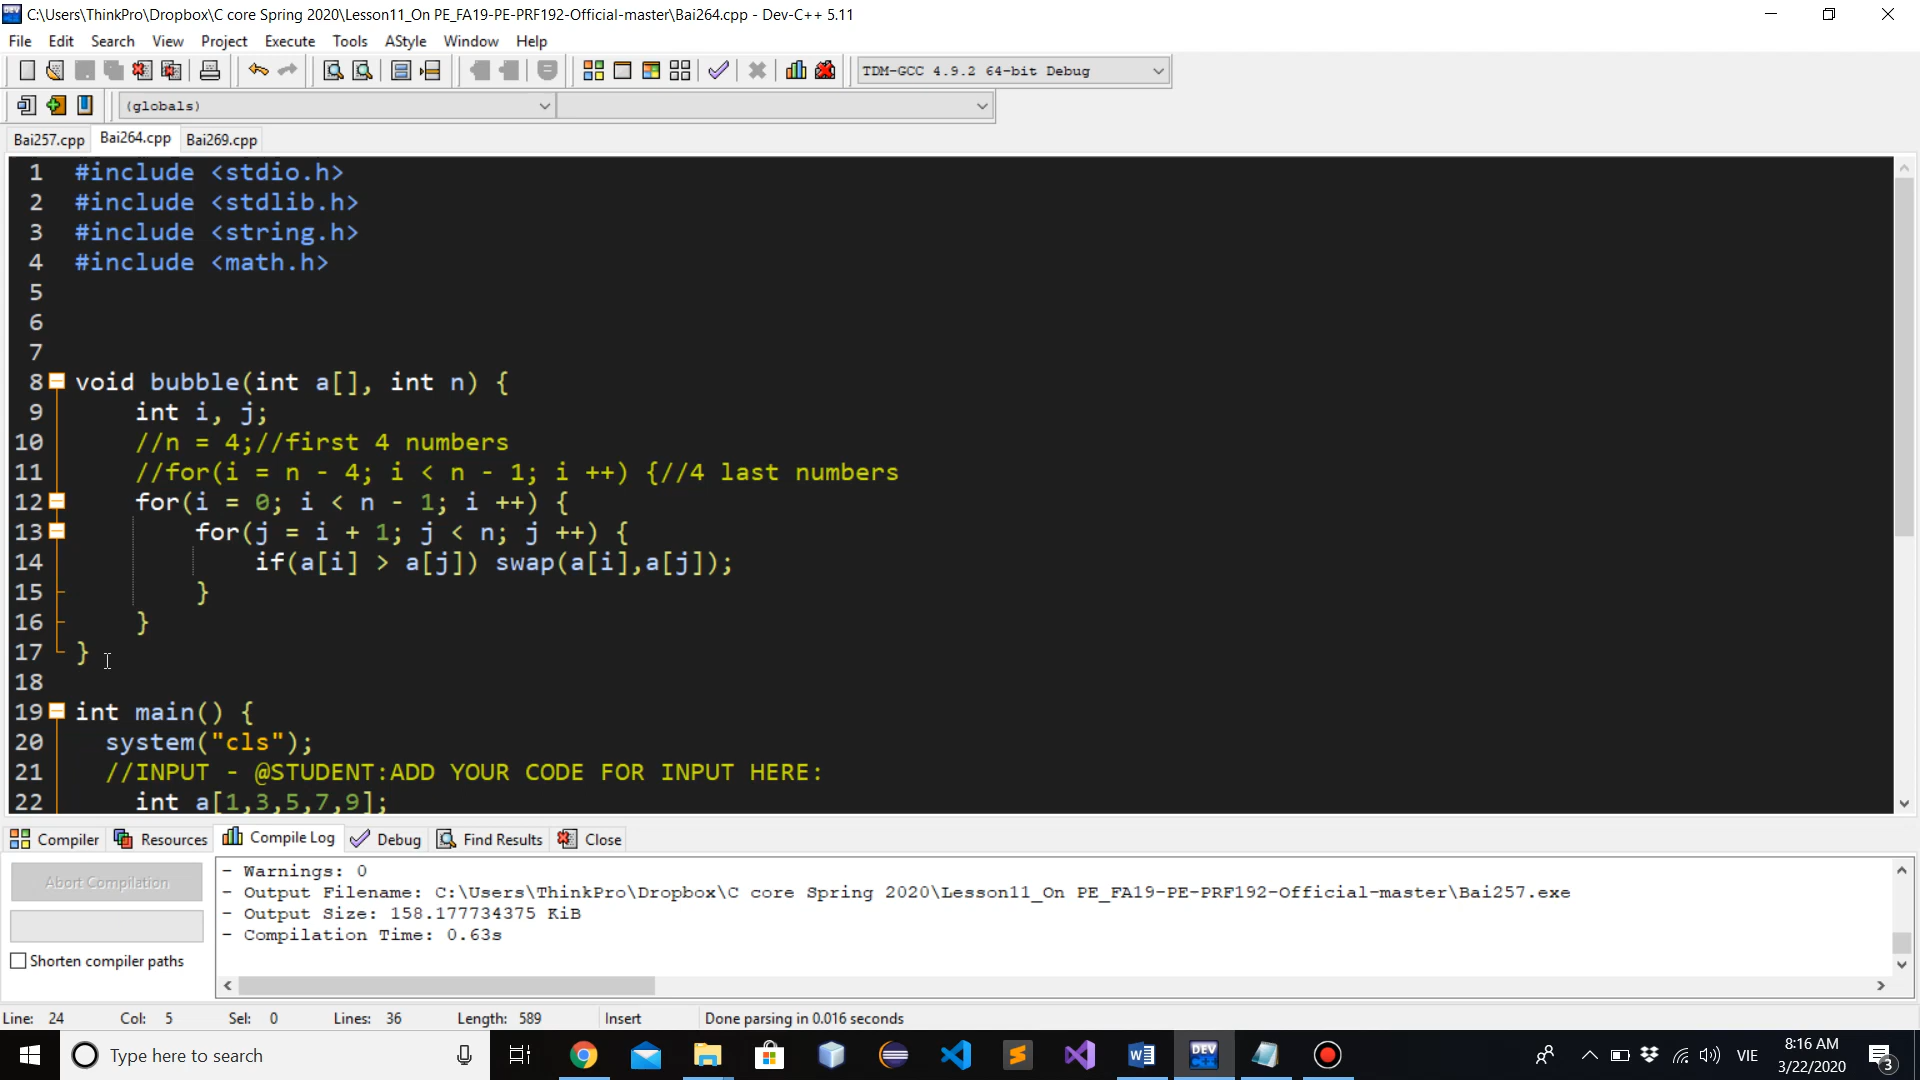 C:\Users\ThinkPro\Dropbox\C core Spring 2020\Lesson11_On PE_FA19-PE-PRF192-Official-master\Bai264.cpp - Dev-C++ 5.11
File Edit Search View Project Execute Tools AStyle Window Help
TDM-GCC 4.9.2 64-bit Debug
(globals)
Bai257.cpp Bai264.cpp Bai269.cpp
1 #include <stdio.h>
2 #include <stdlib.h>
3 #include <string.h>
4 #include <math.h>
5
6
7
8 void bubble(int a[], int n) {
9 int i, j;
10 //n = 4;//first 4 numbers
11 //for(i = n - 4; i < n - 1; i ++) {//4 last numbers
12 for(i = 0; i < n - 1; i ++) {
13 for(j = i + 1; j < n; j ++) {
14 if(a[i] > a[j]) swap(a[i],a[j]);
15 }
16 }
17 }
18
19 int main() {
20 system("cls");
21 //INPUT - @STUDENT:ADD YOUR CODE FOR INPUT HERE:
22 int a[1,3,5,7,9];
Compiler Resources Compile Log Debug Find Results Close
Abort Compilation
Shorten compiler paths
- Warnings: 0
- Output Filename: C:\Users\ThinkPro\Dropbox\C core Spring 2020\Lesson11_On PE_FA19-PE-PRF192-Official-master\Bai257.exe
- Output Size: 158.177734375 KiB
- Compilation Time: 0.63s
Line: 24 Col: 5 Sel: 0 Lines: 36 Length: 589 Insert Done parsing in 0.016 seconds
Type here to search
DEV
VIE
8:16 AM
3/22/2020
3